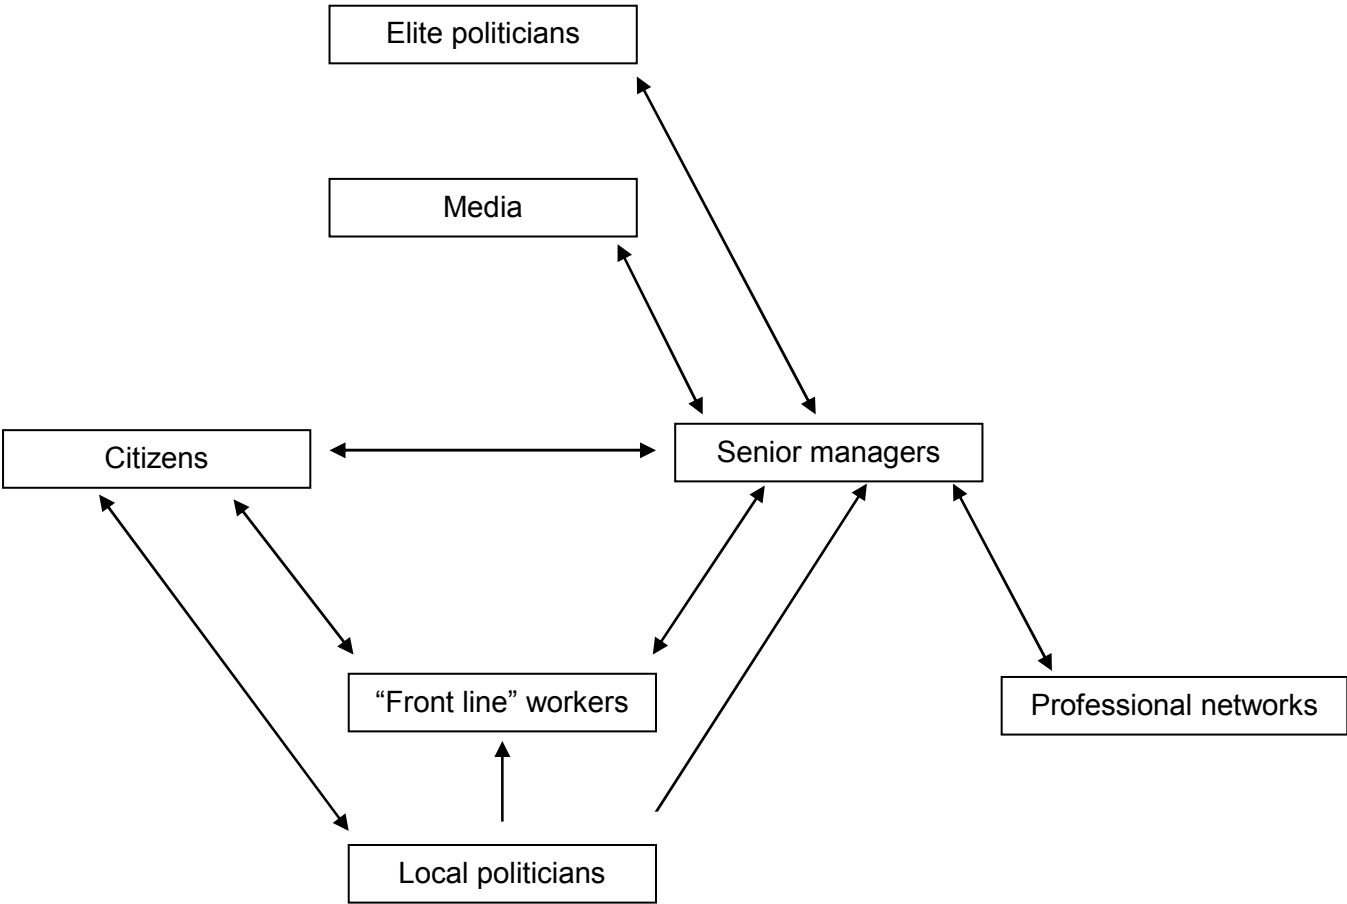 Elite politicians
Media
Citizens
Senior managers
“Front line” workers
Professional networks
Local politicians